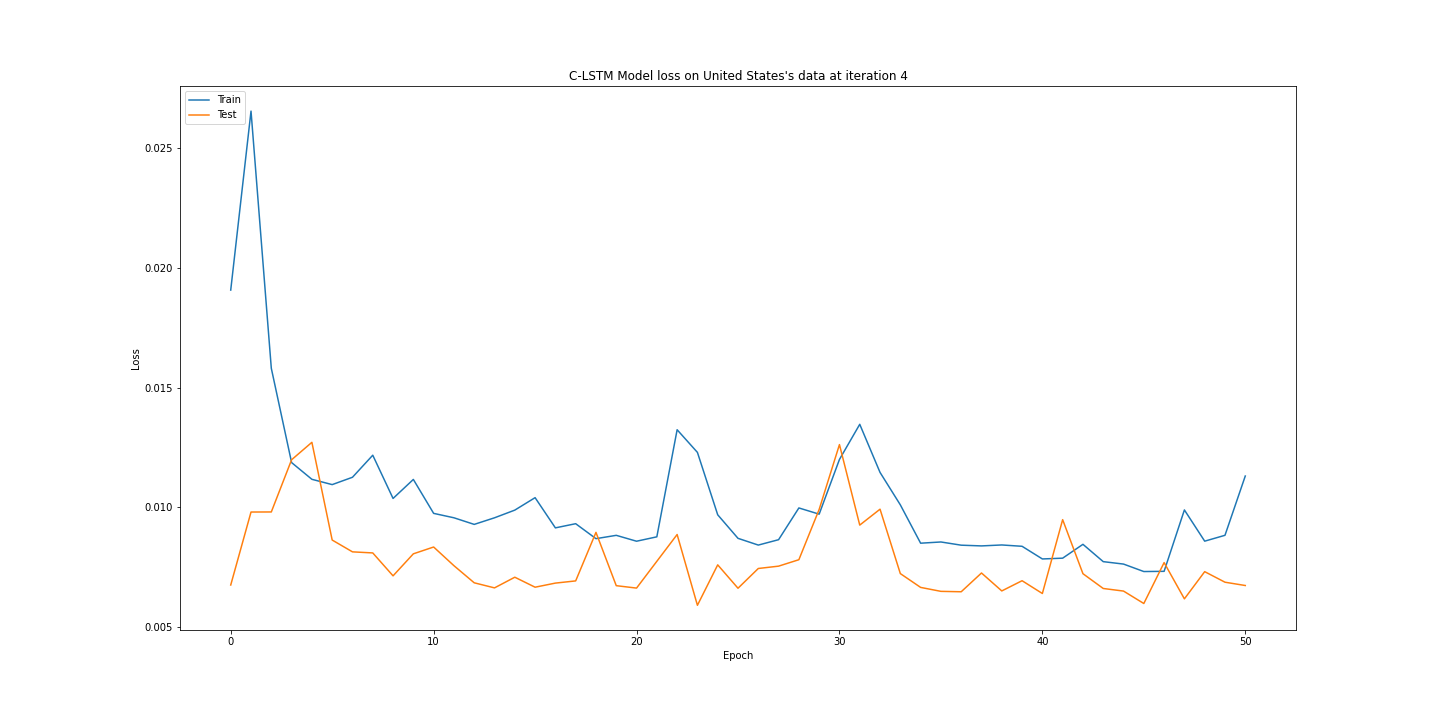 C-LSTM Model loss on United States's data at iteration 4
Train
Test
0.025
0.020
0.015
0.010
0.005
Loss
0 10 20 30 40 50
Epoch